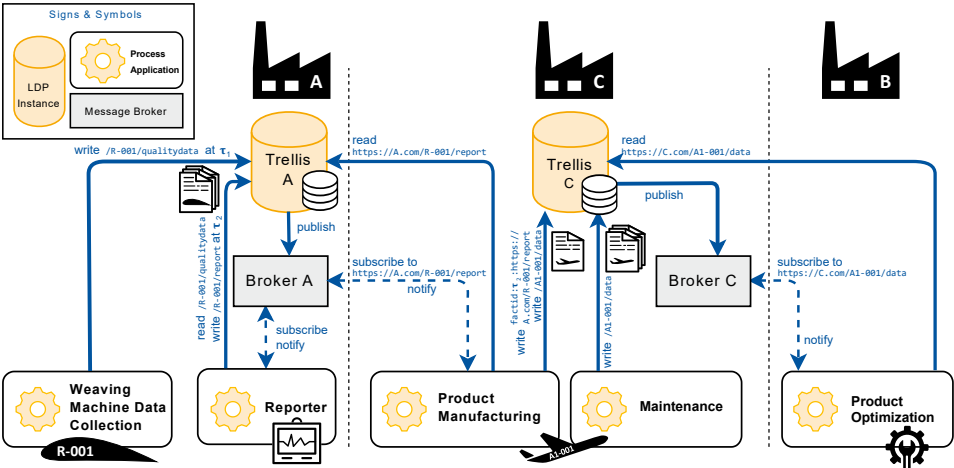 Signs & Symbols
LDP
Instance
Process
Application
Message Broker
A
C
B
write /R-001/qualitydata at τ1
Trellis
A
read
https://A.com/R-001/report
Trellis
C
read
https://C.com/A1-001/data
publish
publish
read /R-001/qualitydata
write /R-001/report at τ2
Broker A
subscribe to
https://A.com/R-001/report
notify
write factid:τ2:https://
A.com/R-001/report
write /A1-001/data
write /A1-001/data
Broker C
subscribe to
https://C.com/A1-001/data
subscribe
notify
notify
Weaving
Machine Data
Collection
R-001
Reporter
Product
Manufacturing
A1-001
Maintenance
Product
Optimization